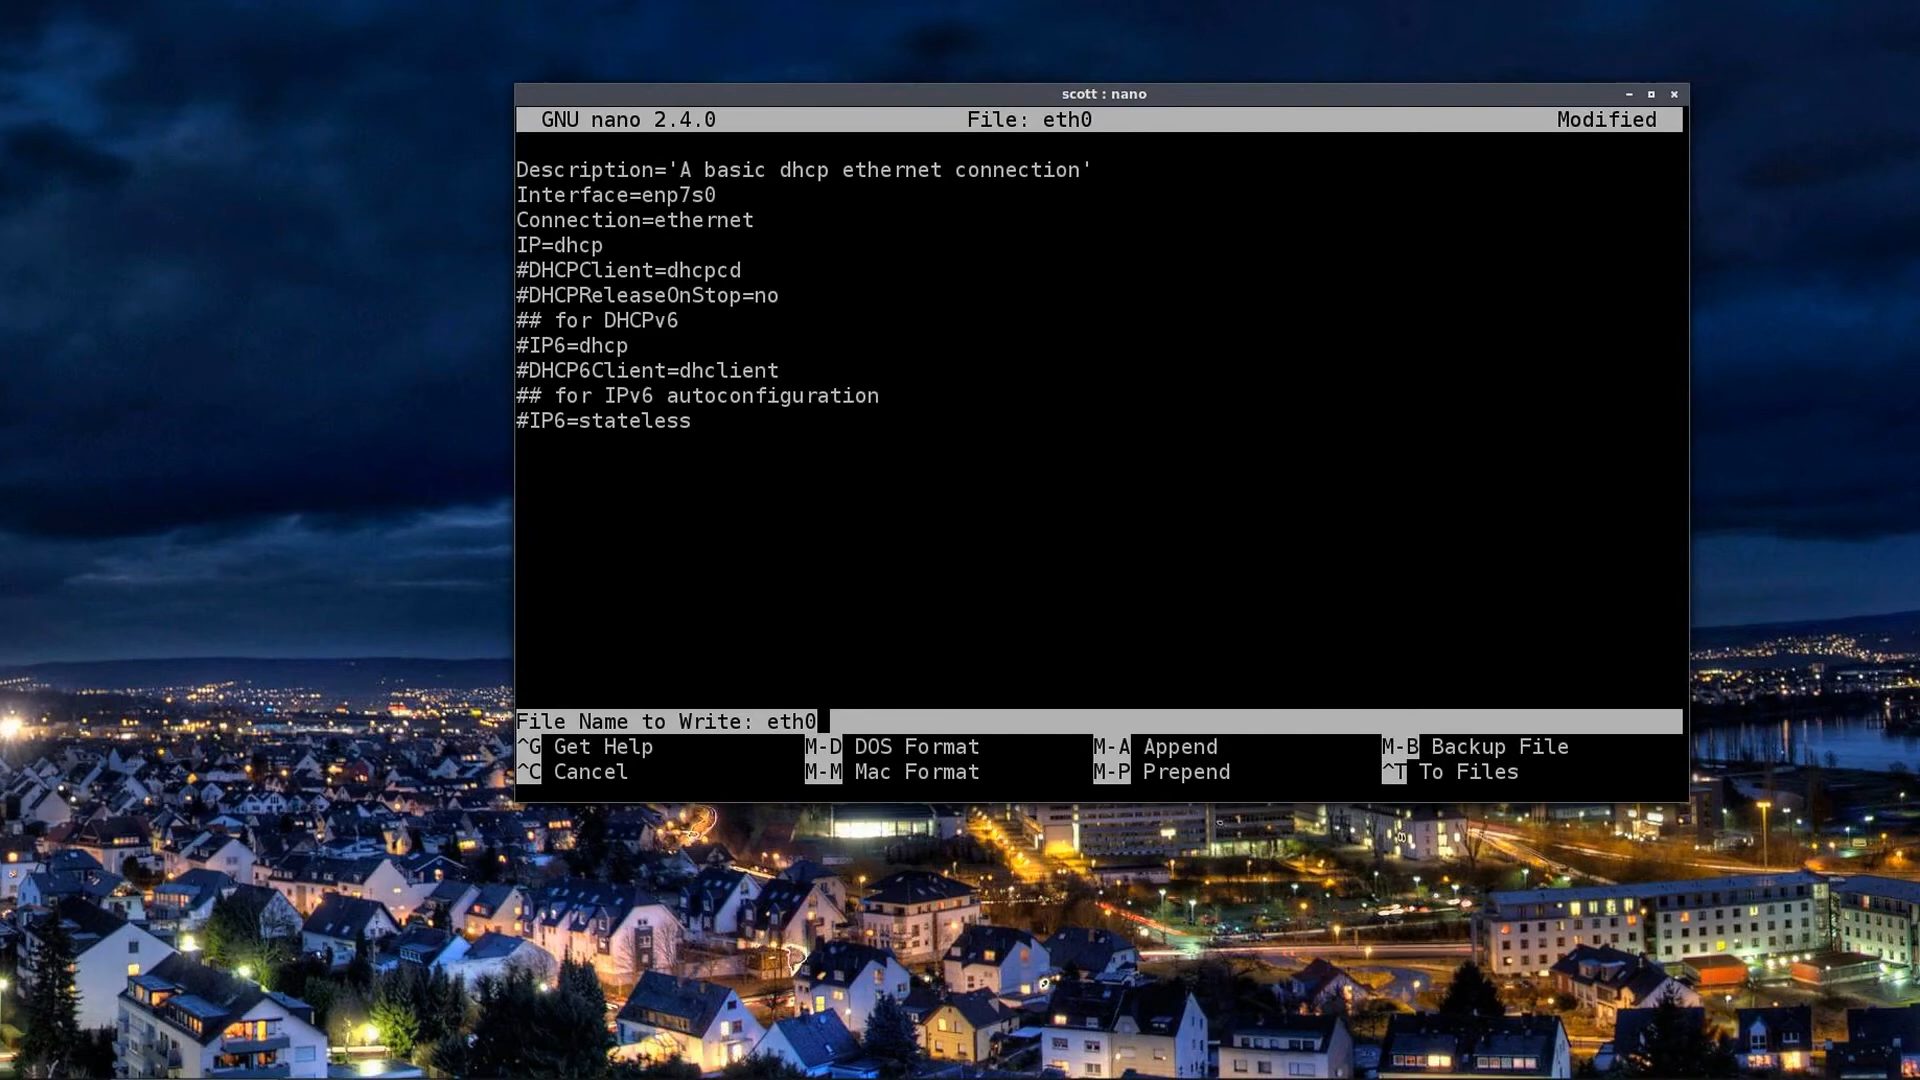 scott : nano
GNU nano 2.4.0 File: eth0 Modified
Description='A basic dhcp ethernet connection'
Interface=enp7s0
Connection=ethernet
IP=dhcp
#DHCPClient=dhcpcd
#DHCPReleaseOnStop=no
## for DHCPv6
#IP6=dhcp
#DHCP6Client=dhclient
## for IPv6 autoconfiguration
#IP6=stateless
File Name to Write: eth0
^G Get Help M-D DOS Format M-A Append M-B Backup File
^C Cancel M-M Mac Format M-P Prepend ^T To Files